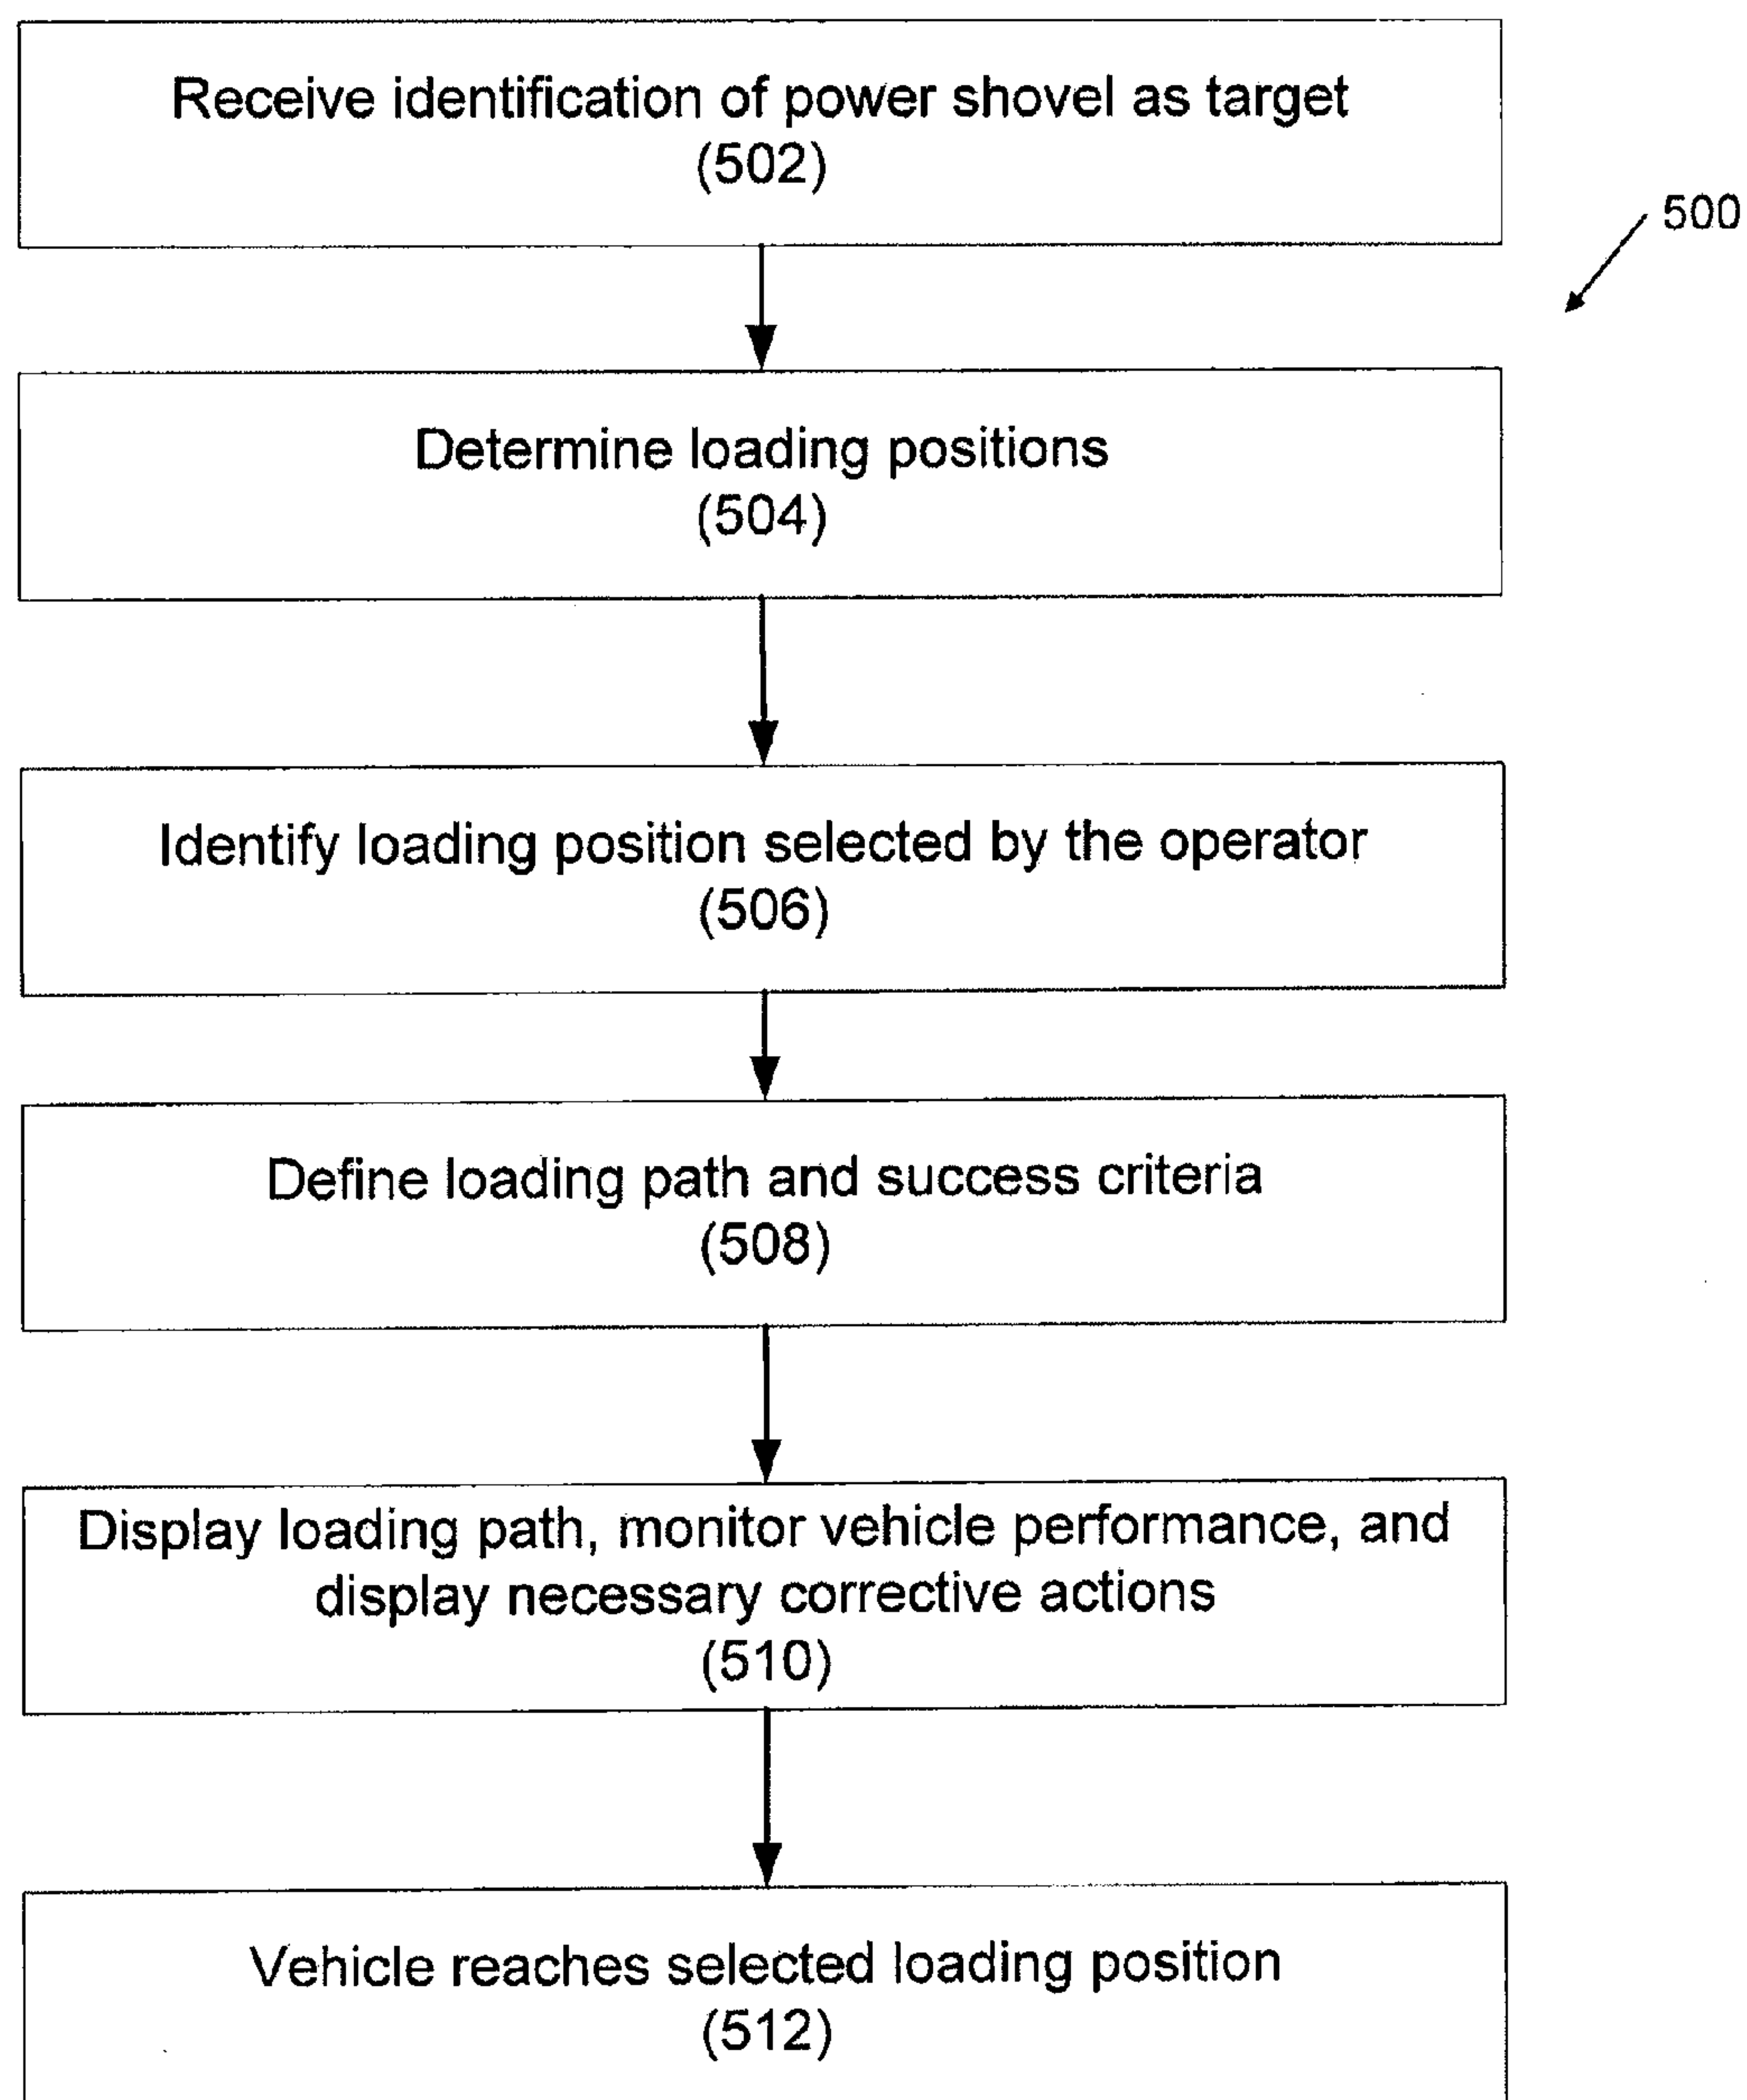 Receive identification of power shovel as target
(502)
500
Determine loading positions
(504)
Identify loading position selected by the operator
(506)
Define loading path and success criteria
(508)
Display loading path, monitor vehicle performance, and
display necessary corrective actions
(510)
Vehicle reaches selected loading position
(512)